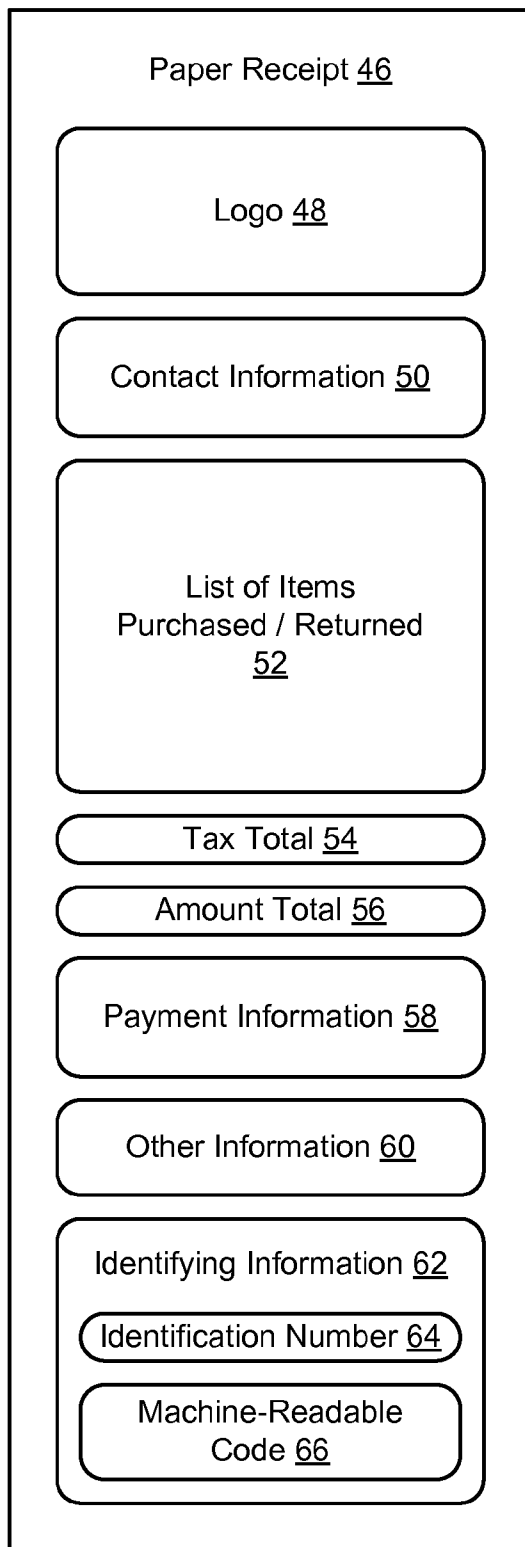 Paper Receipt 46
Logo 48
Contact Information 50
List of Items
Purchased / Returned
52
Tax Total 54
Amount Total 56
Payment Information 58
Other Information 60
Identifying Information 62
Identification Number 64
Machine-Readable
Code 66